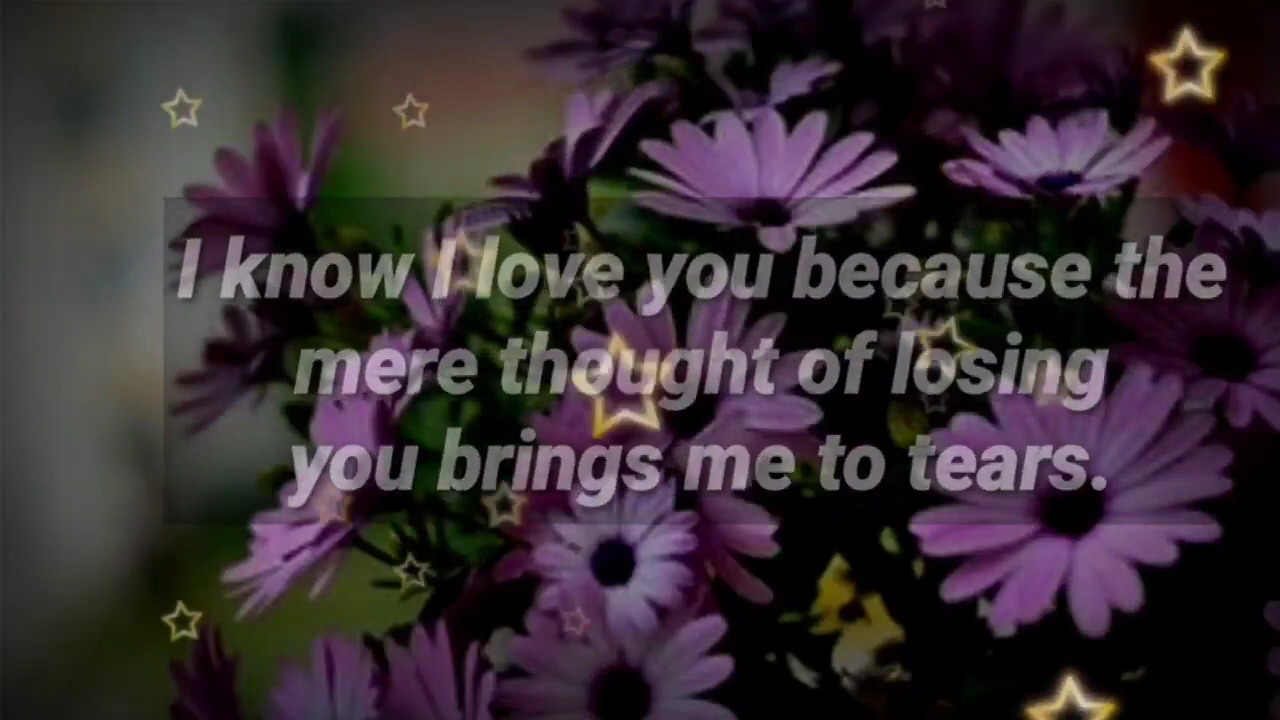 I know I love you because the
mere thought of losing
you brings me to tears.